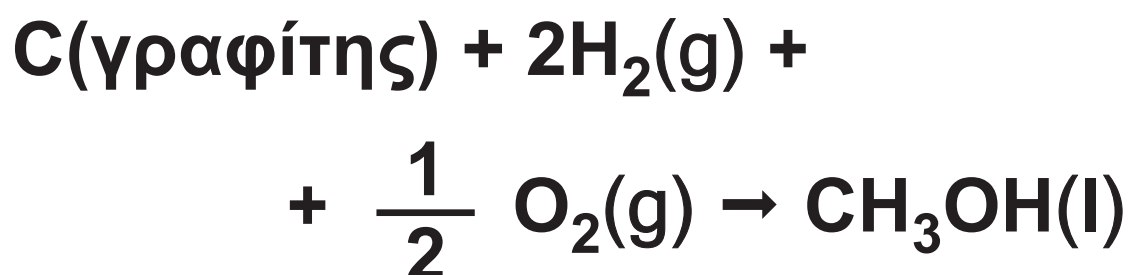 C(γραφίτης) + 2H₂(g) +
+ 1/2 O₂(g) → CH₃OH(l)